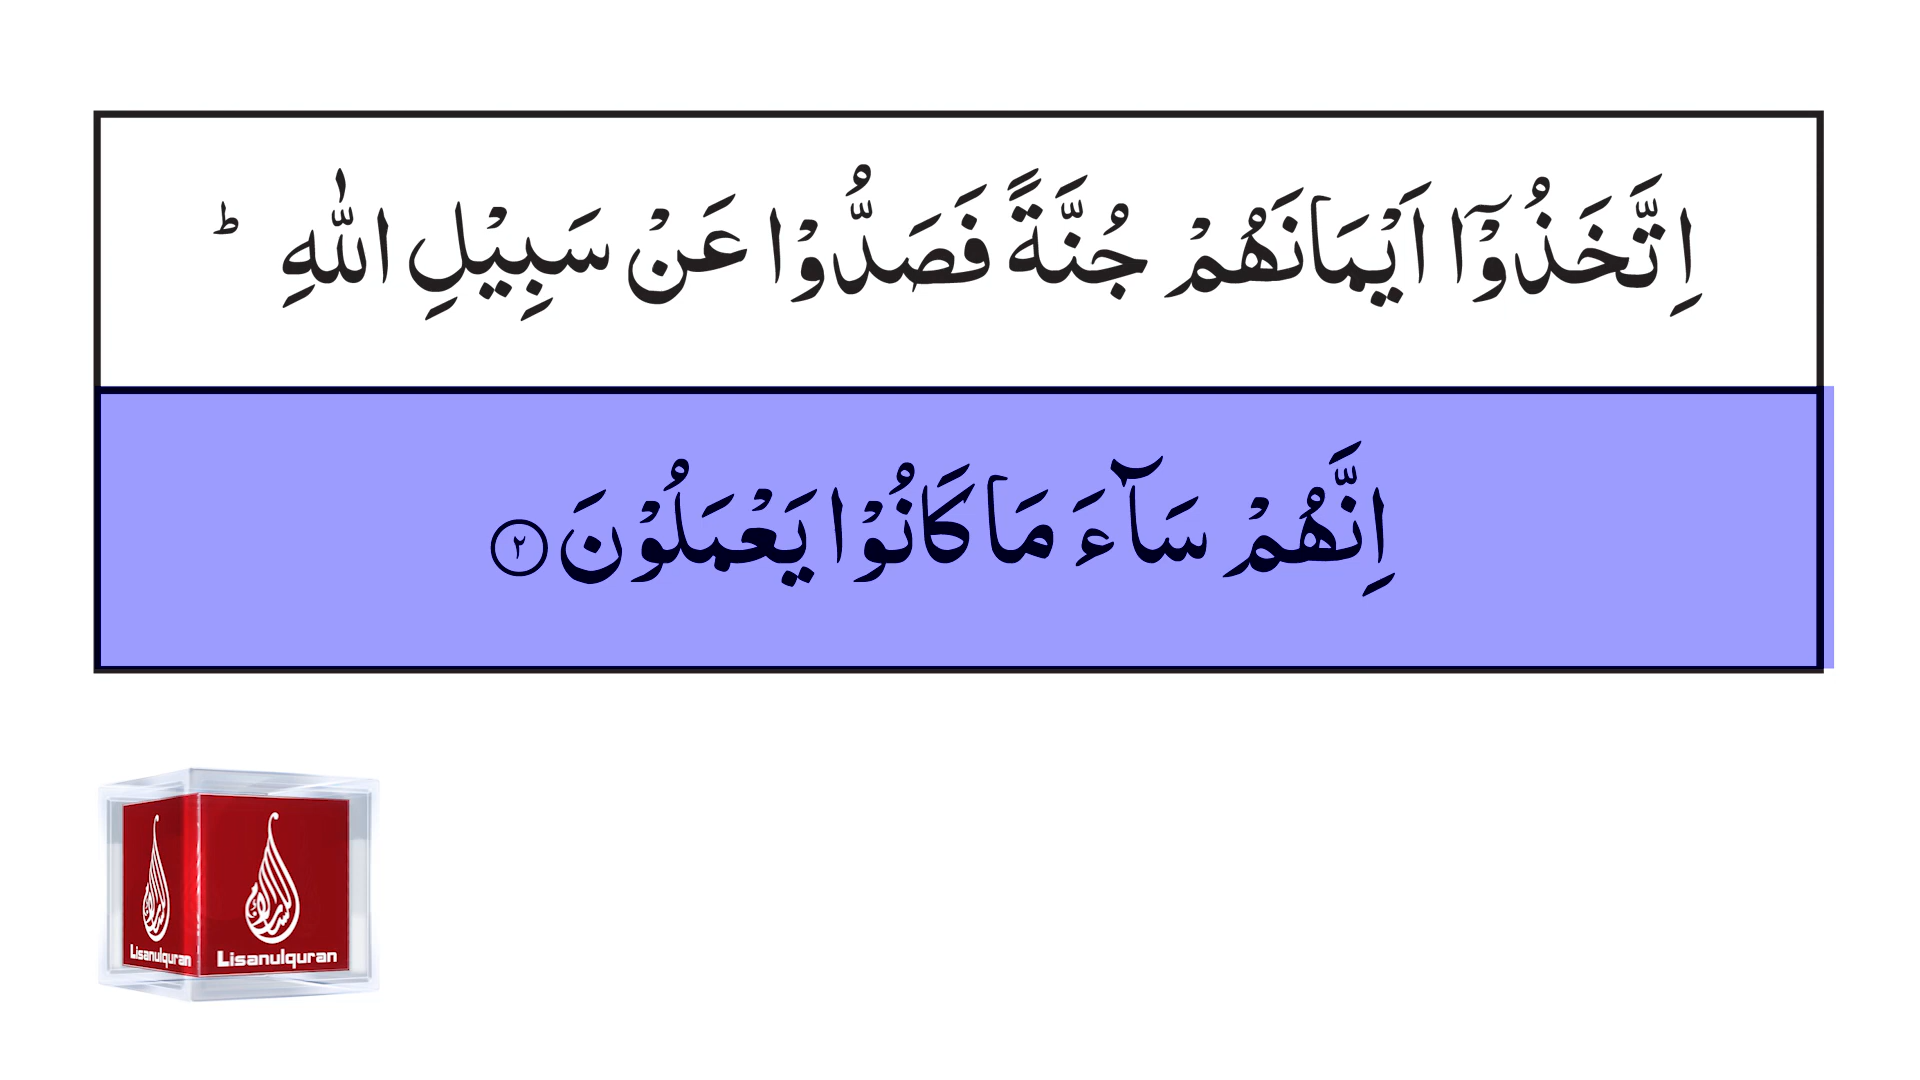 اِتَّخَذُوْۤا اَيْمَانَهُمْ جُنَّةً فَصَدُّوْا عَنْ سَبِيْلِ اللّٰهِ ؕ
اِنَّهُمْ سَآءَ مَا كَانُوْا يَعْمَلُوْنَ ٢
Lisanulquran Lisanulquran